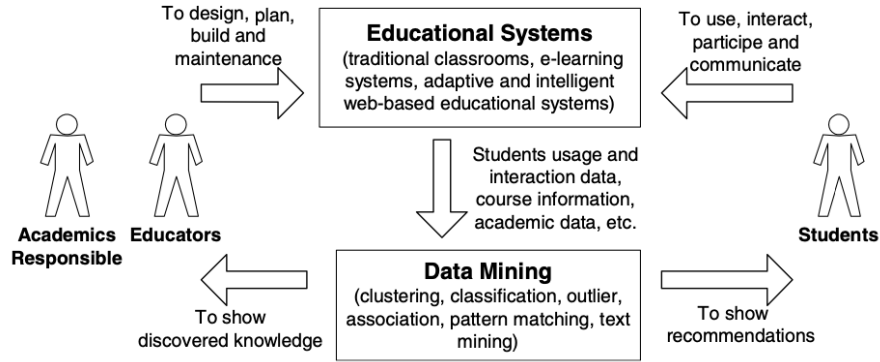 To design, plan,
build and
maintenance
Educational Systems
(traditional classrooms, e-learning
systems, adaptive and intelligent
web-based educational systems)
To use, interact,
participe and
communicate
Students usage and
interaction data,
course information,
academic data, etc.
Academics
Responsible
Educators
Students
Data Mining
(clustering, classification, outlier,
association, pattern matching, text
mining)
To show
discovered knowledge
To show
recommendations